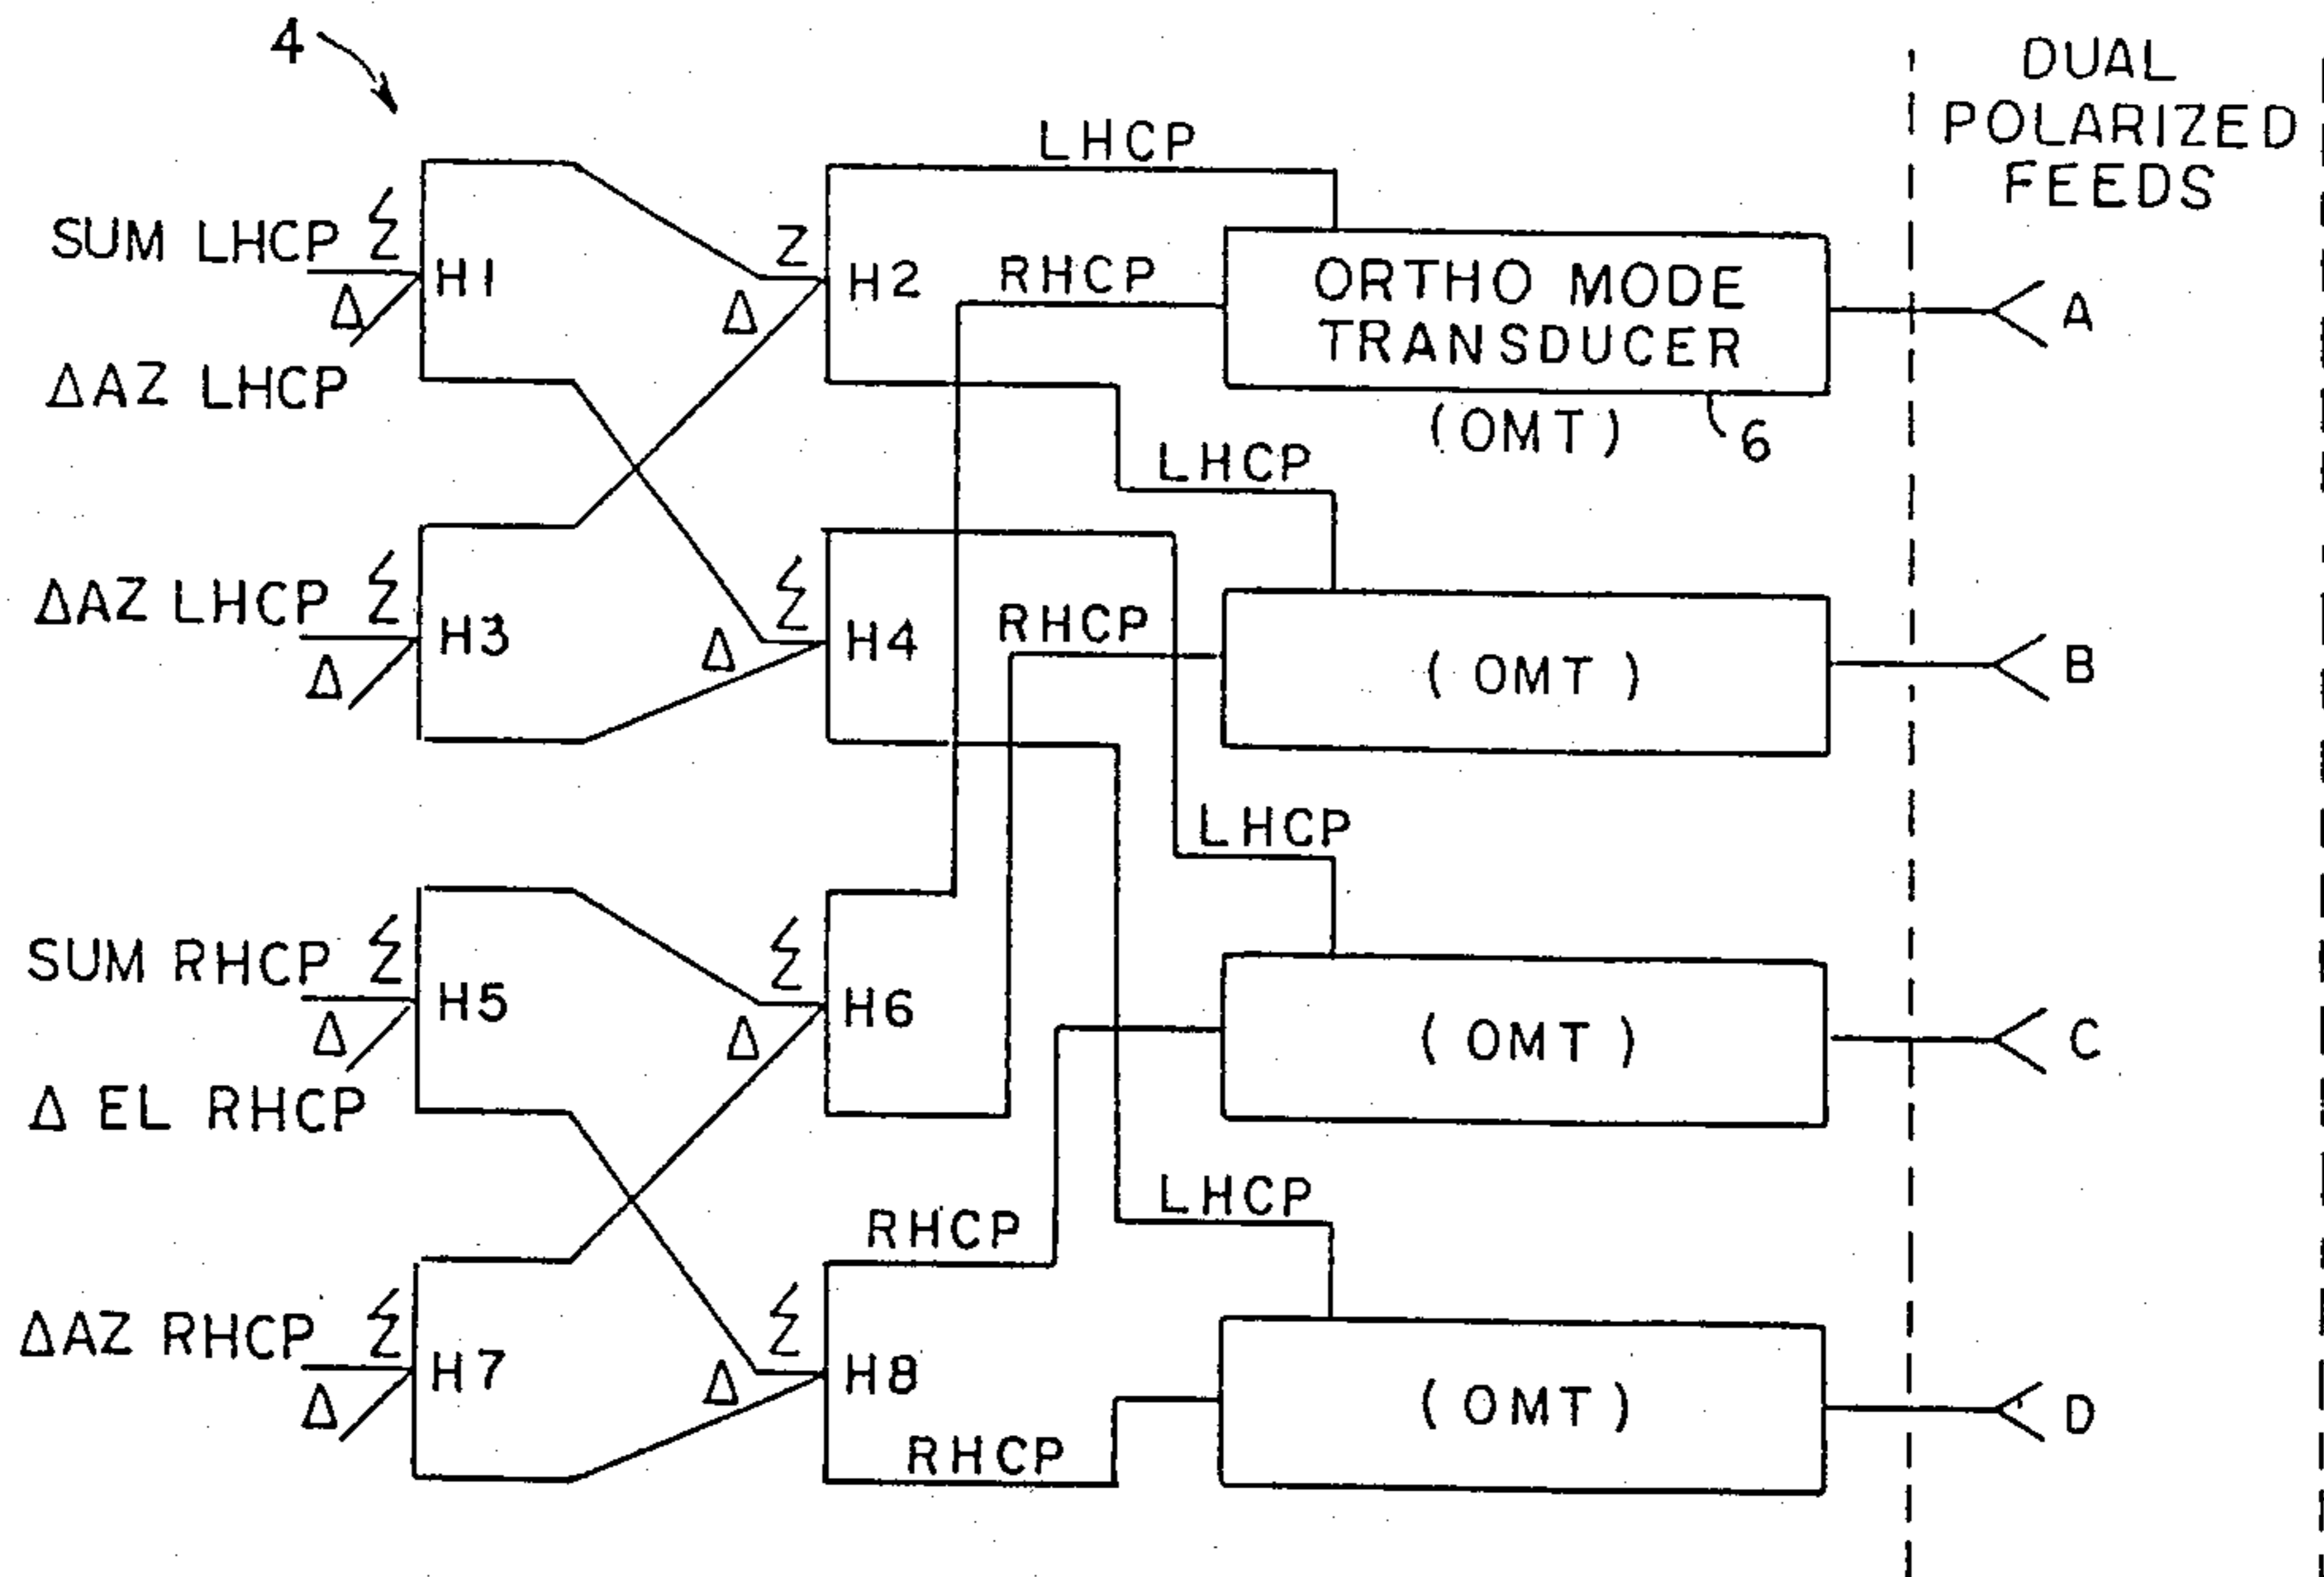 4
DUAL
POLARIZED
FEEDS
LHCP
SUM LHCP Σ
H1
Δ
ΔAZ LHCP
Σ
Δ
H2
RHCP
ORTHO MODE
TRANSDUCER
(OMT)
6
A
LHCP
ΔAZ LHCP Σ
H3
Δ
Σ
Δ
H4
RHCP
(OMT)
B
LHCP
SUM RHCP Σ
H5
Δ
Δ EL RHCP
Σ
Δ
H6
(OMT)
C
LHCP
RHCP
ΔAZ RHCP Σ
H7
Δ
Σ
Δ
H8
RHCP
(OMT)
D